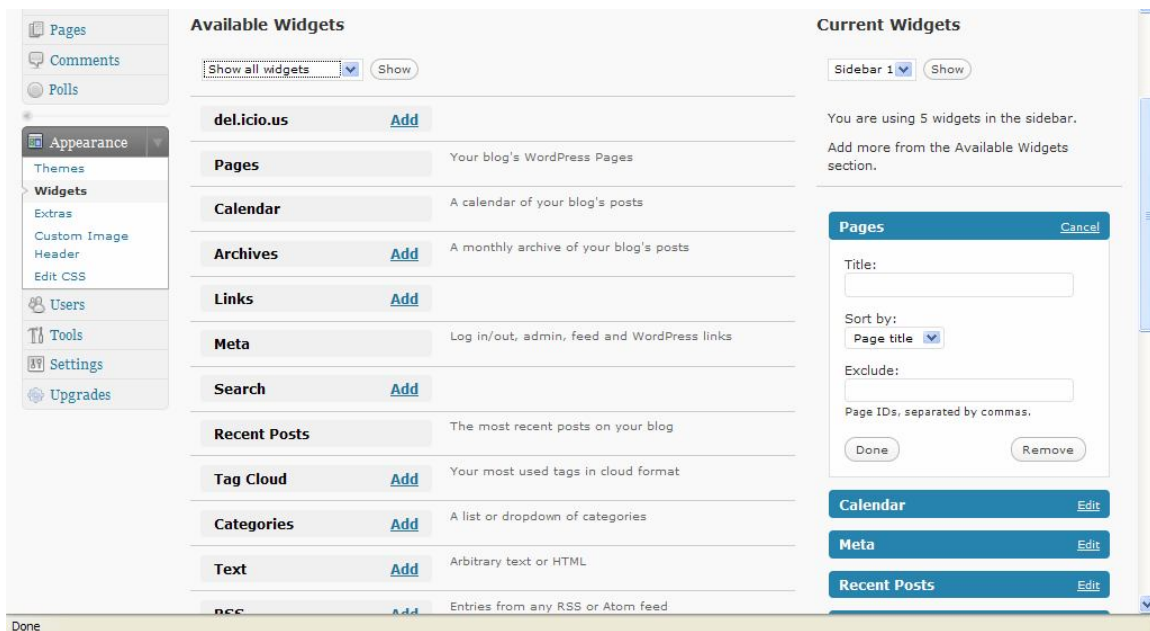 Pages
Comments
Polls
Appearance
Themes
Widgets
Extras
Custom Image
Header
Edit CSS
Users
Tools
Settings
Upgrades
Available Widgets
Show all widgets Show
del.icio.us Add
Pages Your blog's WordPress Pages
Calendar A calendar of your blog's posts
Archives Add A monthly archive of your blog's posts
Links Add
Meta Log in/out, admin, feed and WordPress links
Search Add
Recent Posts The most recent posts on your blog
Tag Cloud Add Your most used tags in cloud format
Categories Add A list or dropdown of categories
Text Add Arbitrary text or HTML
RSS Add Entries from any RSS or Atom feed
Current Widgets
Sidebar 1 Show
You are using 5 widgets in the sidebar.
Add more from the Available Widgets
section.
Pages Cancel
Title:
Sort by:
Page title
Exclude:
Page IDs, separated by commas.
Done Remove
Calendar Edit
Meta Edit
Recent Posts Edit
Done